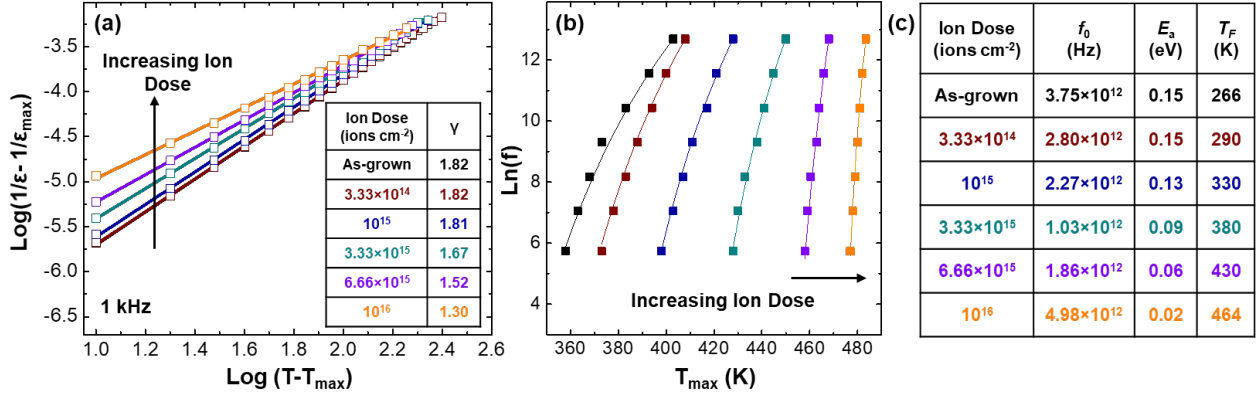 (a)
Increasing Ion
Dose
1 kHz
Ion Dose
(ions cm⁻²)
γ
As-grown 1.82
3.33×10¹⁴ 1.82
10¹⁵ 1.81
3.33×10¹⁵ 1.67
6.66×10¹⁵ 1.52
10¹⁶ 1.30
Log(1/ε- 1/εₘₐₓ)
-3.5
-4.0
-4.5
-5.0
-5.5
-6.0
-6.5
1.0 1.2 1.4 1.6 1.8 2.0 2.2 2.4 2.6
Log (T-Tₘₐₓ)
(b)
Ln(f)
12
10
8
6
4
Increasing Ion Dose
360 380 400 420 440 460 480
Tₘₐₓ (K)
(c)
Ion Dose
(ions cm⁻²)
f₀
(Hz)
Eₐ
(eV)
T_F
(K)
As-grown 3.75×10¹² 0.15 266
3.33×10¹⁴ 2.80×10¹² 0.15 290
10¹⁵ 2.27×10¹² 0.13 330
3.33×10¹⁵ 1.03×10¹² 0.09 380
6.66×10¹⁵ 1.86×10¹² 0.06 430
10¹⁶ 4.98×10¹² 0.02 464